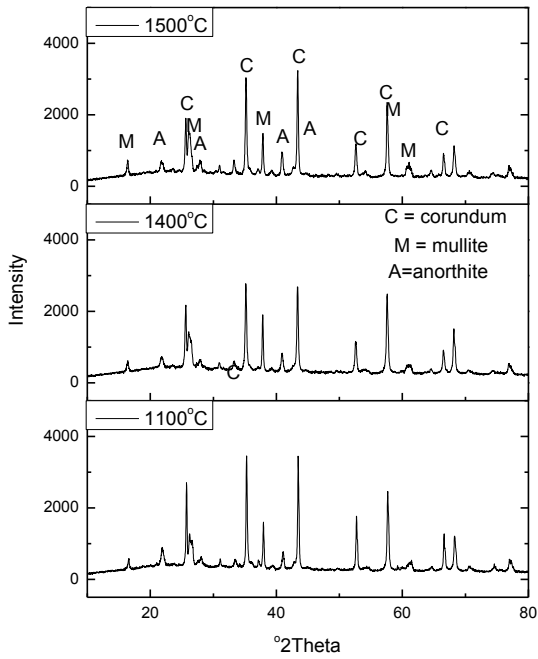 4000
2000
0
1500°C
C
C
C
M
C
M
M
A
M
A
A
C
M
C
A
4000
2000
0
1400°C
C = corundum
M = mullite
A=anorthite
C
4000
2000
0
1100°C
20
40
60
80
Intensity
°2Theta